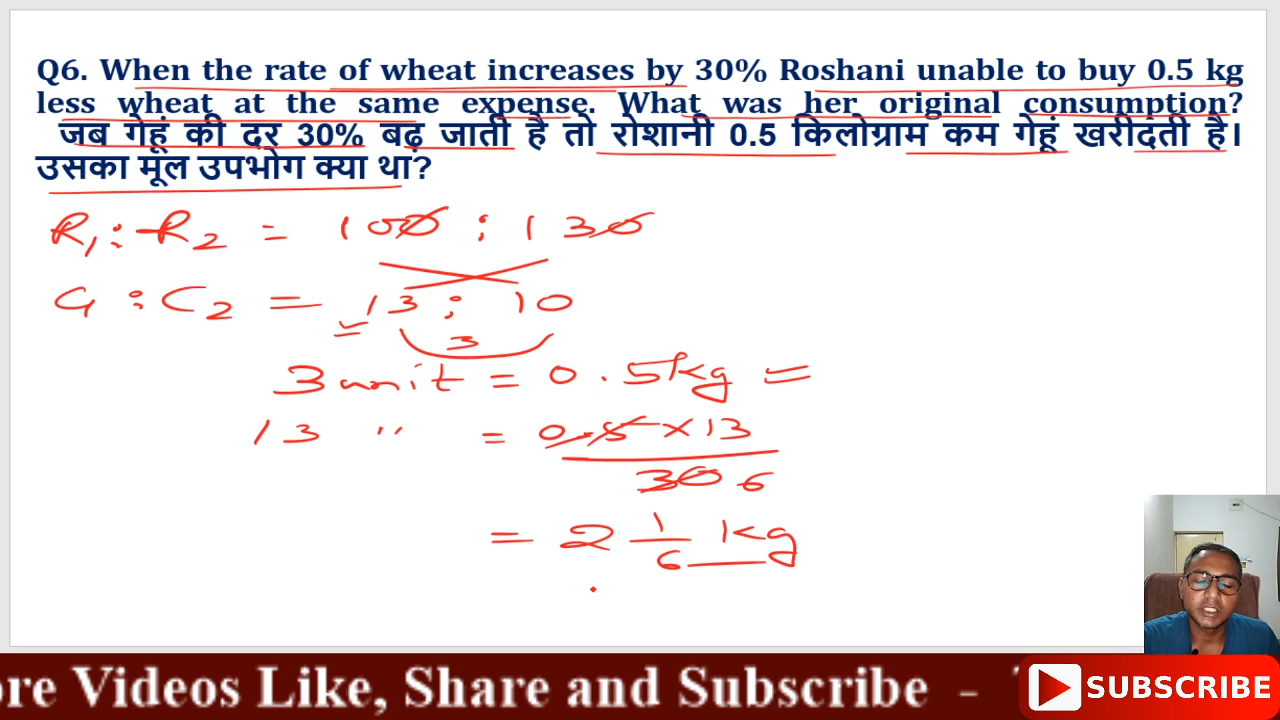 Q6. When the rate of wheat increases by 30% Roshani unable to buy 0.5 kg
less wheat at the same expense. What was her original consumption?
जब गेहूं की दर 30% बढ़ जाती है तो रोशानी 0.5 किलोग्राम कम गेहूं खरीदती है।
उसका मूल उपभोग क्या था?
R₁ : R₂ = 100 : 130
C₁ : C₂ = 13 : 10
3
3 unit = 0.5 kg =
13 " = 0.5 × 13
30 6
= 2 1/6 kg
ore Videos Like, Share and Subscribe -
SUBSCRIBE